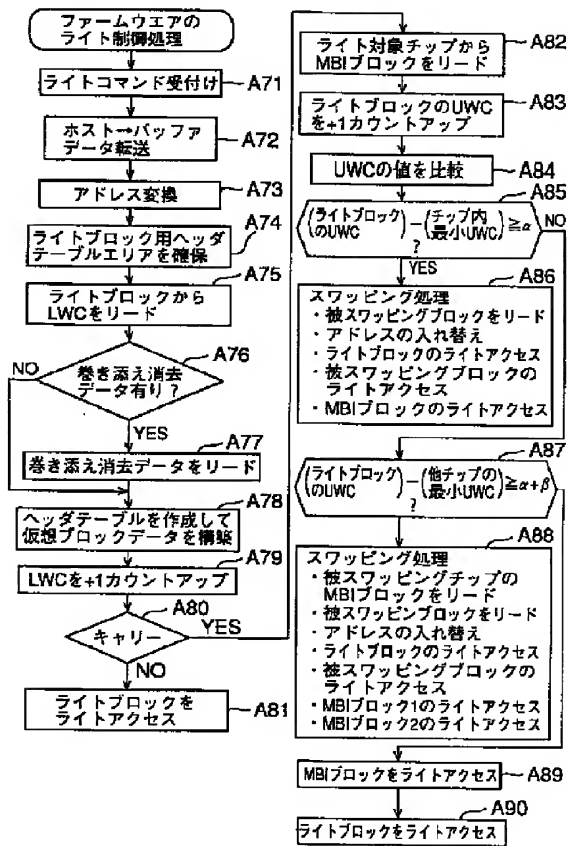 ファームウエアの
ライト制御処理
ライトコマンド受付け
A71
ホスト→バッファ
データ転送
A72
アドレス変換
A73
ライトブロック用ヘッダ
テーブルエリアを確保
A74
ライトブロックから
LWCをリード
A75
巻き添え消去
データ有り?
A76
NO
YES
巻き添え消去データをリード
A77
ヘッダテーブルを作成して
仮想ブロックデータを構築
A78
LWCを+1カウントアップ
A79
キャリー
A80
YES
NO
ライトブロックを
ライトアクセス
A81
ライト対象チップから
MBIブロックをリード
A82
ライトブロックのUWC
を+1カウントアップ
A83
UWCの値を比較
A84
A85
(ライトブロックのUWC)-(チップ内最小UWC)≧α
?
NO
YES
A86
スワッピング処理
・被スワッピングブロックをリード
・アドレスの入れ替え
・ライトブロックのライトアクセス
・被スワッピングブロックの
ライトアクセス
・MBIブロックのライトアクセス
A87
(ライトブロックのUWC)-(他チップの最小UWC)≧α+β
?
A88
スワッピング処理
・被スワッピングチップの
MBIブロックをリード
・被スワッピングブロックをリード
・アドレスの入れ替え
・ライトブロックのライトアクセス
・被スワッピングブロックの
ライトアクセス
・MBIブロック1のライトアクセス
・MBIブロック2のライトアクセス
MBIブロックをライトアクセス
A89
A90
ライトブロックをライトアクセス